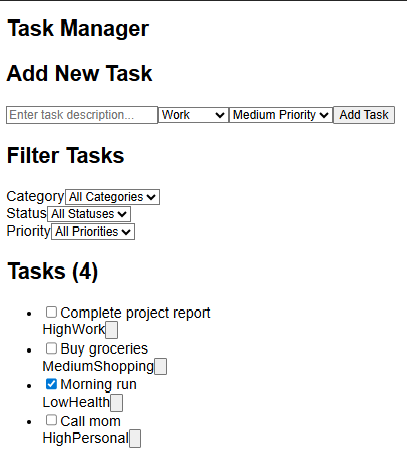 Task Manager
Add New Task
Enter task description... Work Medium Priority Add Task
Filter Tasks
Category All Categories
Status All Statuses
Priority All Priorities
Tasks (4)
Complete project report
HighWork
Buy groceries
MediumShopping
Morning run
LowHealth
Call mom
HighPersonal